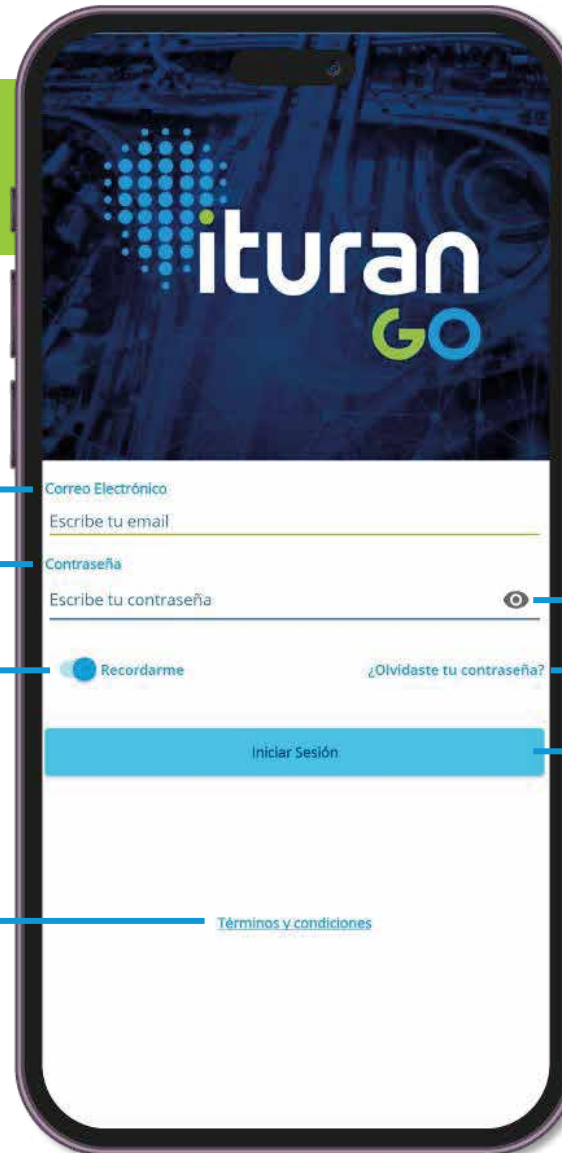 ituran
GO
Correo Electrónico
Escribe tu email
Contraseña
Escribe tu contraseña
Recordarme
¿Olvidaste tu contraseña?
Iniciar Sesión
Términos y condiciones